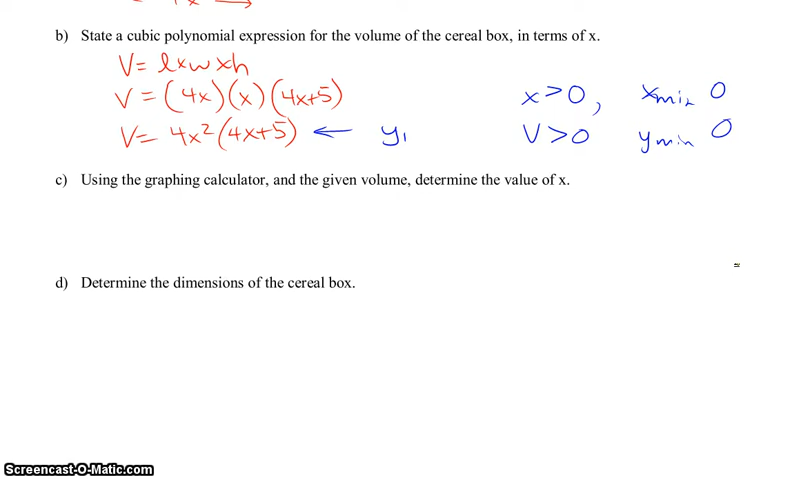 b) State a cubic polynomial expression for the volume of the cereal box, in terms of x.
V= l x w x h
V = (4x)(x)(4x+5) x>0, xmin 0
V= 4x²(4x+5) ← y₁ V>0 ymin 0
c) Using the graphing calculator, and the given volume, determine the value of x.
d) Determine the dimensions of the cereal box.
Screencast-O-Matic.com